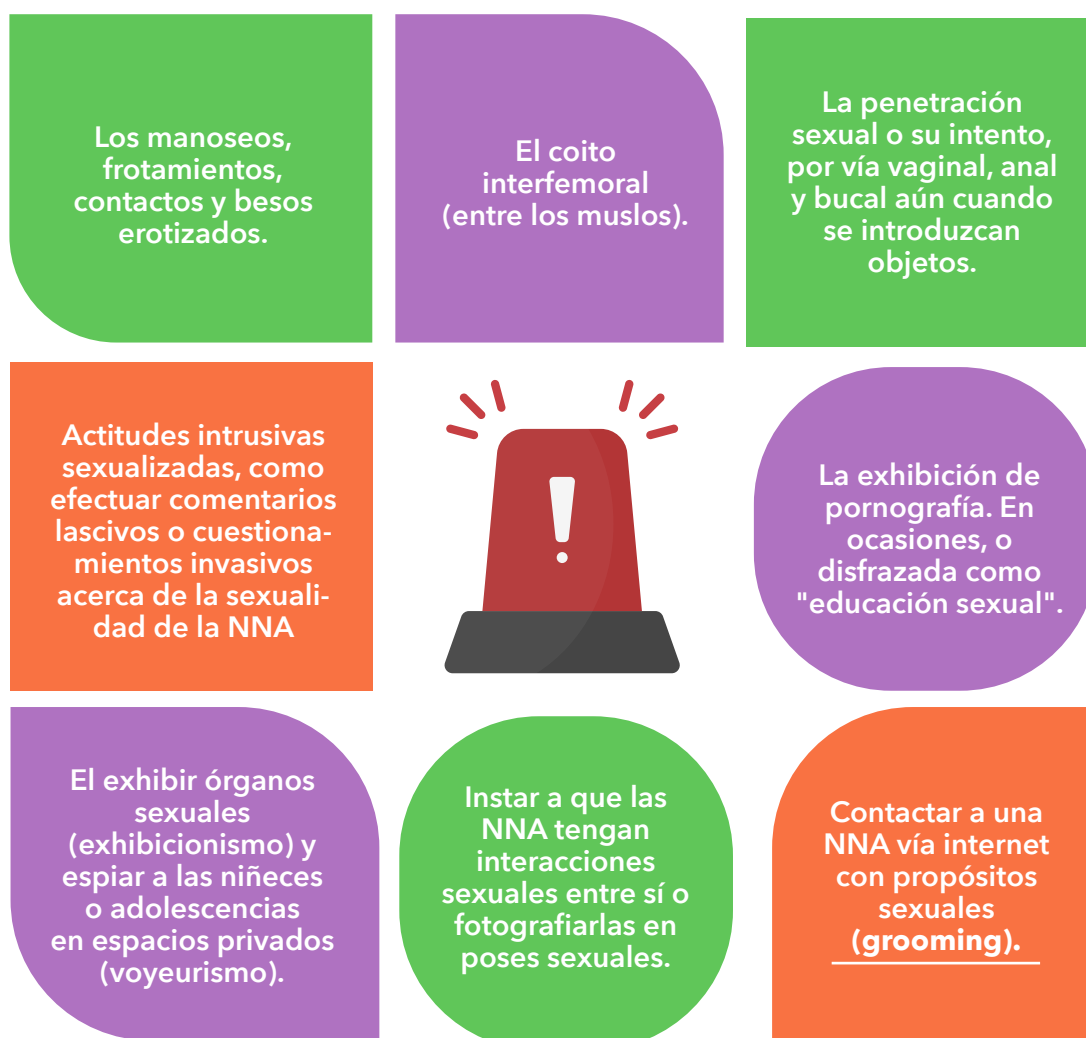 Los manoseos,
frotamientos,
contactos y besos
erotizados.
El coito
interfemoral
(entre los muslos).
La penetración
sexual o su intento,
por vía vaginal, anal
y bucal aún cuando
se introduzcan
objetos.
Actitudes intrusivas
sexualizadas, como
efectuar comentarios
lascivos o cuestiona-
mientos invasivos
acerca de la sexuali-
dad de la NNA
!
La exhibición de
pornografía. En
ocasiones, o
disfrazada como
"educación sexual".
El exhibir órganos
sexuales
(exhibicionismo) y
espiar a las niñeces
o adolescencias
en espacios privados
(voyeurismo).
Instar a que las
NNA tengan
interacciones
sexuales entre sí o
fotografiarlas en
poses sexuales.
Contactar a una
NNA vía internet
con propósitos
sexuales
(grooming).